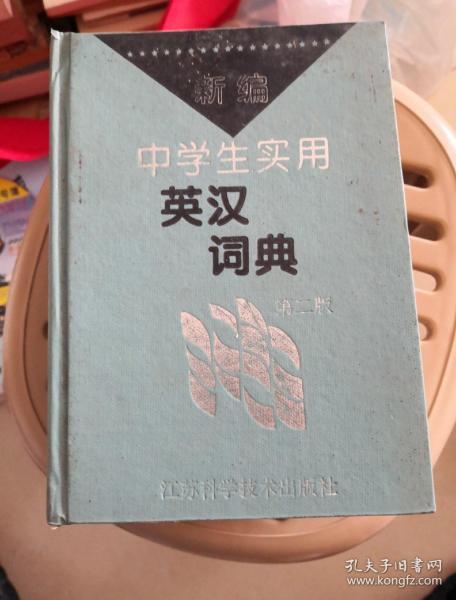 新编
中学生实用
英汉
词典
第二版
江苏科学技术出版社
孔夫子旧书网
www.kongfz.com